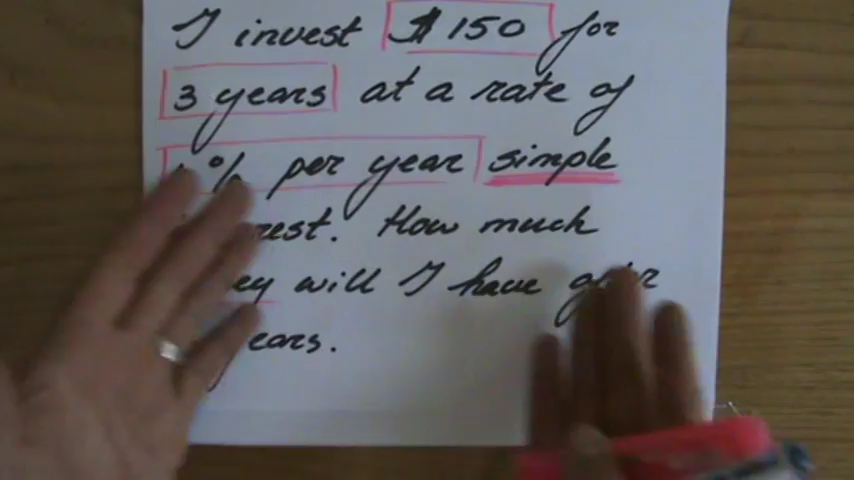 I invest $150 for
3 years at a rate of
% per year simple
rest. How much
ey will I have
ears.